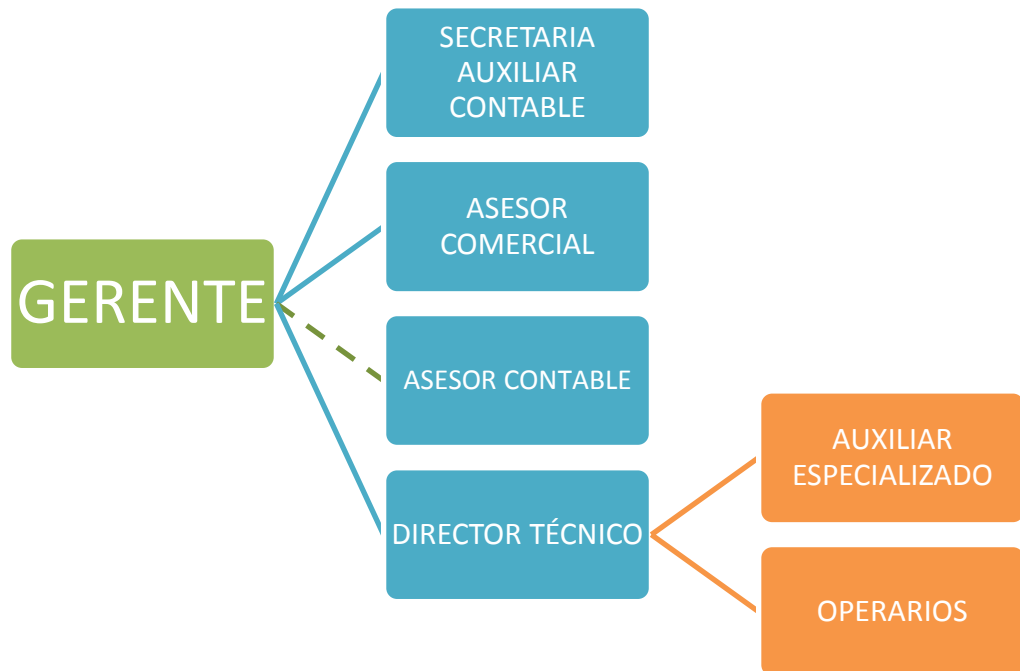 GERENTE
SECRETARIA
AUXILIAR
CONTABLE
ASESOR
COMERCIAL
ASESOR CONTABLE
DIRECTOR TÉCNICO
AUXILIAR
ESPECIALIZADO
OPERARIOS